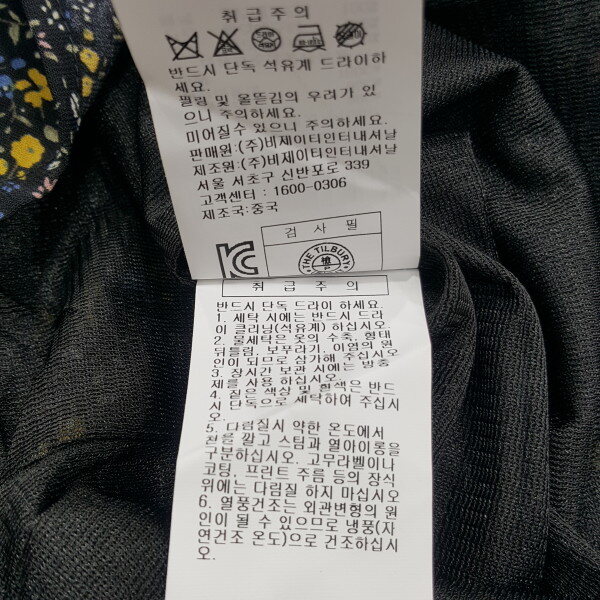 취급주의
반드시 단독 석유계 드라이하
세요.
필링 및 올뜯김의 우려가 있
으니 주의하세요.
미어질수 있으니 주의하세요.
판매원:(주)비제이티인터내셔날
제조원:(주)비제이티인터내셔날
서울 서초구 신반포로 339
고객센터 : 1600-0306
제조국:중국
검 사 필
THE TILBURY
취 급 주 의
반드시 단독 드라이 하세요.
1. 세탁 시에는 반드시 드라
이 크리닝(석유계) 하십시오.
2. 물세탁은 옷의 수축, 형태
뒤틀림, 보푸라기, 이염의 원
인이 되므로 삼가해 주십시오
3. 장시간 보관 시에는 방충
제를 사용 하십시오.
4. 짙은 색상 및 흰색은 반드
시 단독으로 세탁하여 주십시
오.
5. 다림질시 약한 온도에서
천을 깔고 스팀과 열아이롱을
구분하십시오. 고무라벨이나
코팅, 프린트 주름 등의 장식
위에는 다림질 하지 마십시오
6. 열풍건조는 외관변형의 원
인이 될 수 있으므로 냉풍(자
연건조 온도)으로 건조하십시
오.